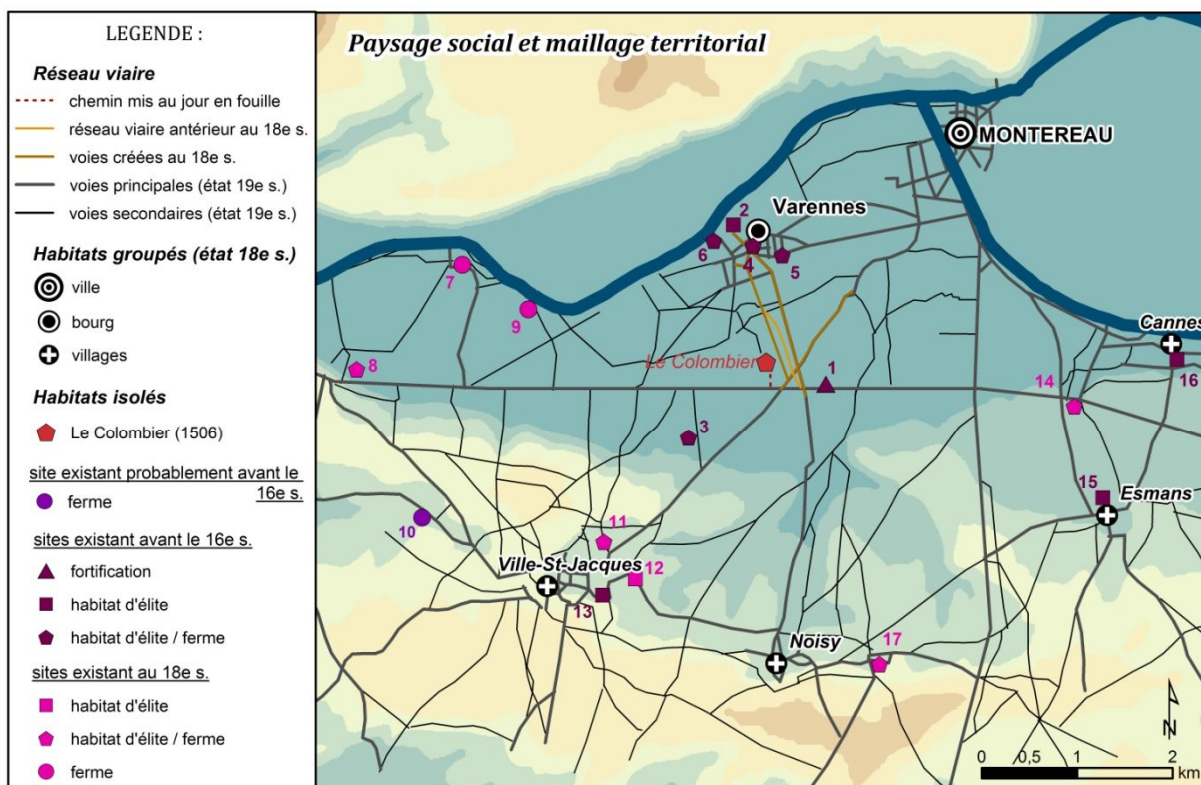 LEGENDE :
Réseau viaire
chemin mis au jour en fouille
réseau viaire antérieur au 18e s.
voies créées au 18e s.
voies principales (état 19e s.)
voies secondaires (état 19e s.)
Habitats groupés (état 18e s.)
ville
bourg
villages
Habitats isolés
Le Colombier (1506)
site existant probablement avant le
16e s.
ferme
sites existant avant le 16e s.
fortification
habitat d'élite
habitat d'élite / ferme
sites existant au 18e s.
habitat d'élite
habitat d'élite / ferme
ferme
Paysage social et maillage territorial
MONTEREAU
2
Varennes
6
4
5
7
9
Cannes
8
Le Colombier
1
16
14
3
15
Esmans
10
11
Ville-St-Jacques
12
13
Noisy
17
N
0 0,5 1 2
km